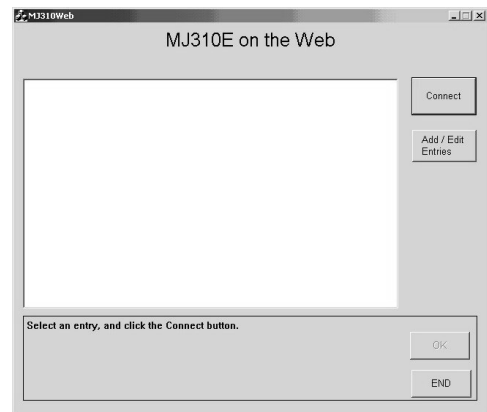 MJ310Web
MJ310E on the Web
Connect
Add / Edit
Entries
Select an entry, and click the Connect button.
OK
END